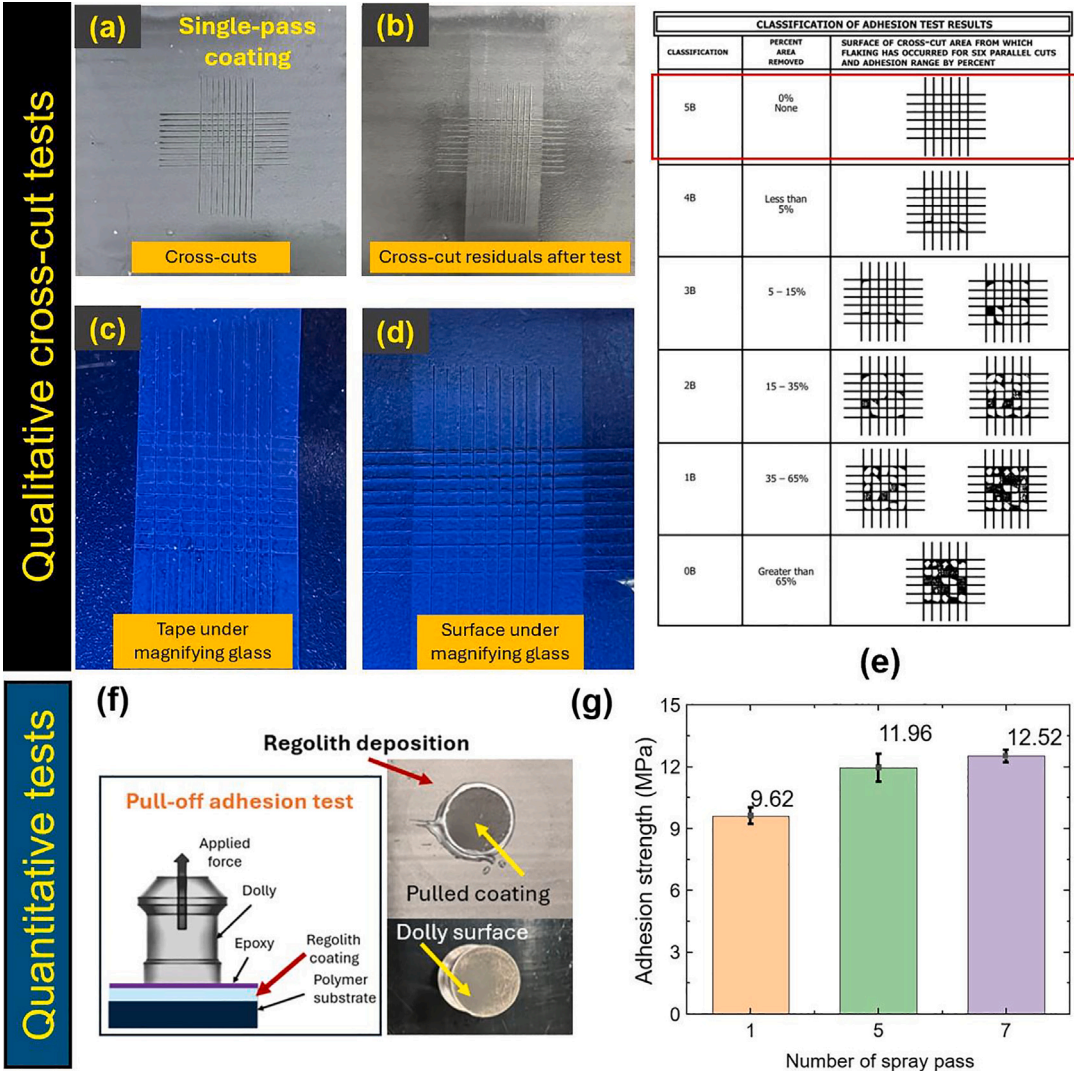 Qualitative cross-cut tests
(a)
Single-pass
coating
Cross-cuts
(b)
Cross-cut residuals after test
(c)
Tape under
magnifying glass
(d)
Surface under
magnifying glass
CLASSIFICATION OF ADHESION TEST RESULTS
CLASSIFICATION
PERCENT
AREA
REMOVED
SURFACE OF CROSS-CUT AREA FROM WHICH
FLAKING HAS OCCURRED FOR SIX PARALLEL CUTS
AND ADHESION RANGE BY PERCENT
5B
0%
None
4B
Less than
5%
3B
5 – 15%
2B
15 – 35%
1B
35 – 65%
0B
Greater than
65%
(e)
Quantitative tests
(f)
Regolith deposition
Pull-off adhesion test
Applied
force
Dolly
Epoxy
Regolith
coating
Polymer
substrate
Pulled coating
Dolly surface
(g)
Adhesion strength (MPa)
15
12
9
6
3
0
9.62
11.96
12.52
1
5
7
Number of spray pass